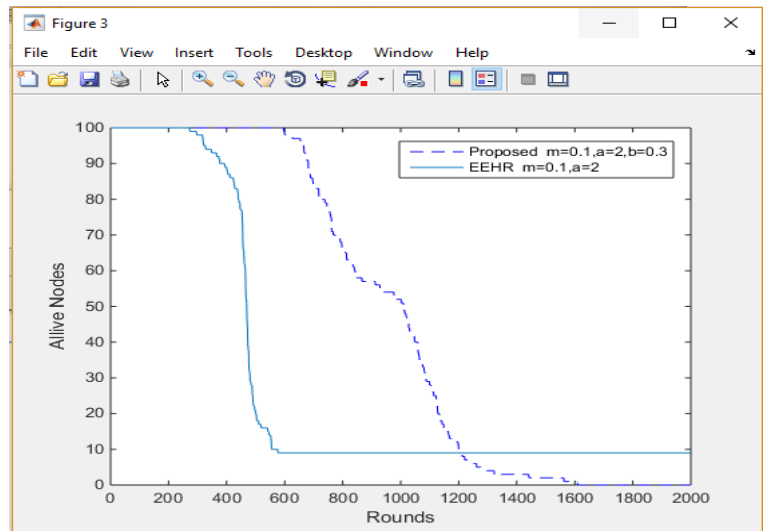 Figure 3
File Edit View Insert Tools Desktop Window Help
Proposed m=0.1,a=2,b=0.3
EEHR m=0.1,a=2
Allive Nodes
100
90
80
70
60
50
40
30
20
10
0
0 200 400 600 800 1000 1200 1400 1600 1800 2000
Rounds